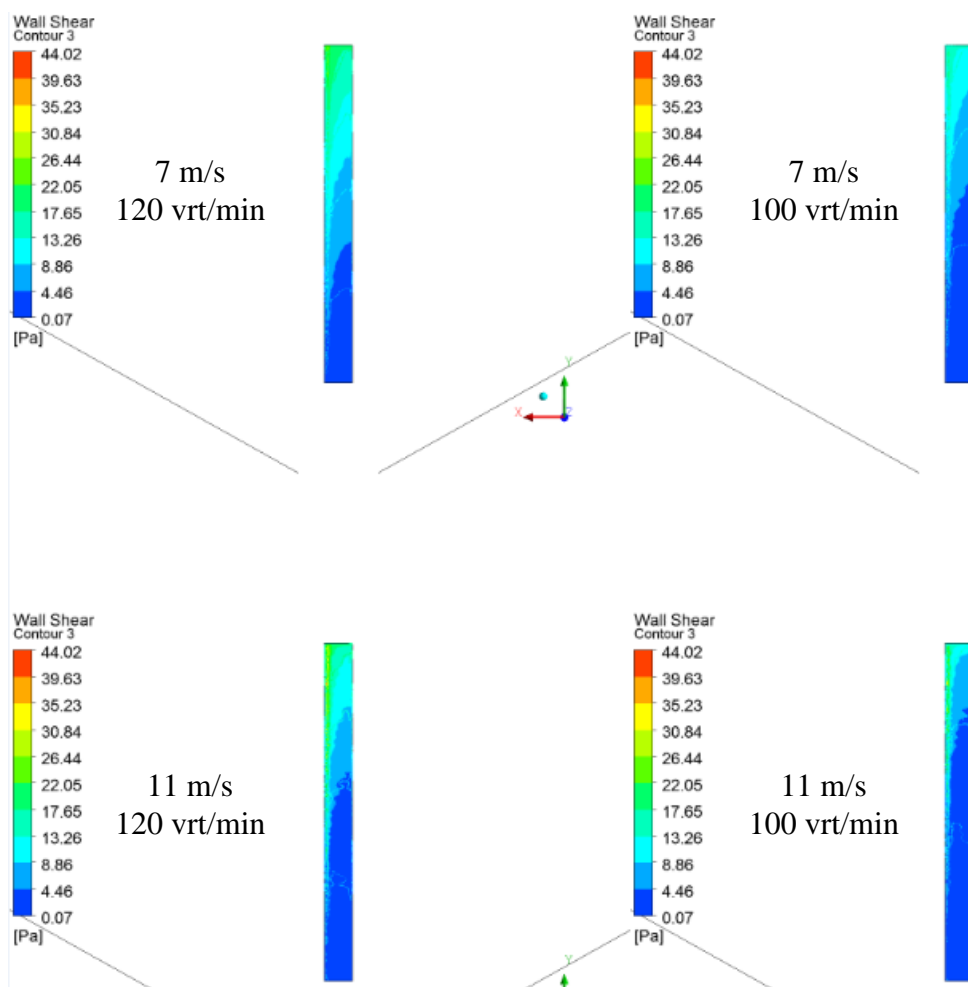 Wall Shear
Contour 3
44.02
39.63
35.23
30.84
26.44
22.05
17.65
13.26
8.86
4.46
0.07
[Pa]
7 m/s
120 vrt/min
Wall Shear
Contour 3
44.02
39.63
35.23
30.84
26.44
22.05
17.65
13.26
8.86
4.46
0.07
[Pa]
7 m/s
100 vrt/min
Y
X
Z
Wall Shear
Contour 3
44.02
39.63
35.23
30.84
26.44
22.05
17.65
13.26
8.86
4.46
0.07
[Pa]
11 m/s
120 vrt/min
Wall Shear
Contour 3
44.02
39.63
35.23
30.84
26.44
22.05
17.65
13.26
8.86
4.46
0.07
[Pa]
11 m/s
100 vrt/min
Y